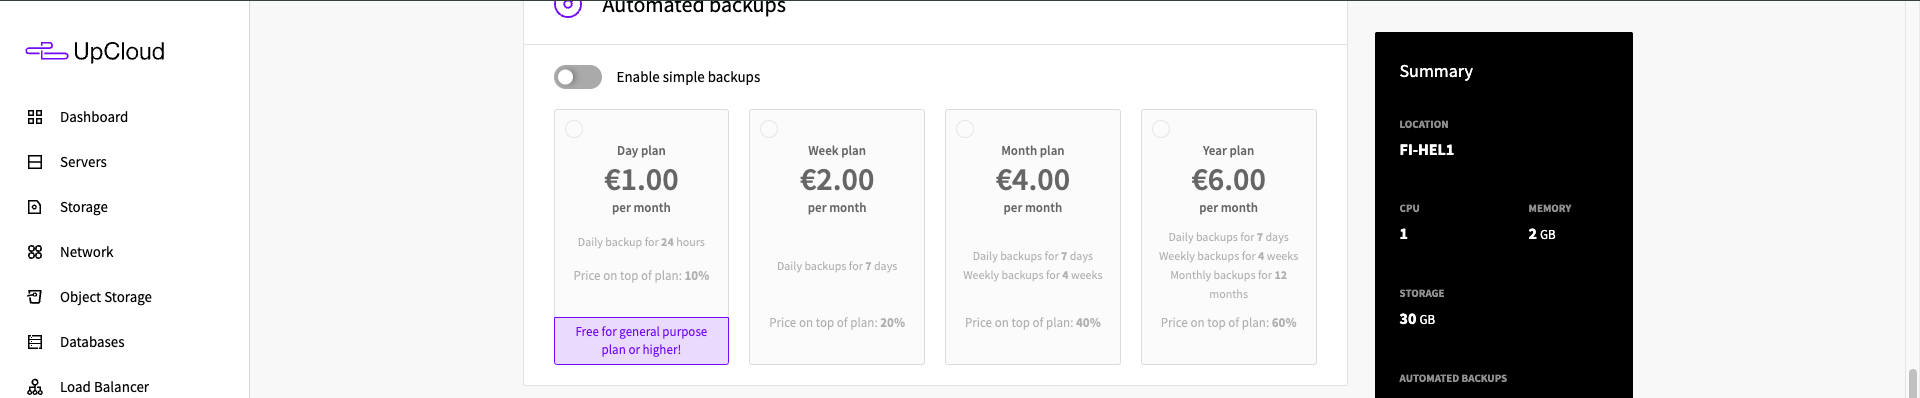 Automated backups
UpCloud
Dashboard
Servers
Storage
Network
Object Storage
Databases
Load Balancer
Enable simple backups
Day plan
€1.00
per month
Daily backup for 24 hours
Price on top of plan: 10%
Free for general purpose
plan or higher!
Week plan
€2.00
per month
Daily backups for 7 days
Price on top of plan: 20%
Month plan
€4.00
per month
Daily backups for 7 days
Weekly backups for 4 weeks
Price on top of plan: 40%
Year plan
€6.00
per month
Daily backups for 7 days
Weekly backups for 4 weeks
Monthly backups for 12
months
Price on top of plan: 60%
Summary
LOCATION
FI-HEL1
CPU
1
MEMORY
2 GB
STORAGE
30 GB
AUTOMATED BACKUPS